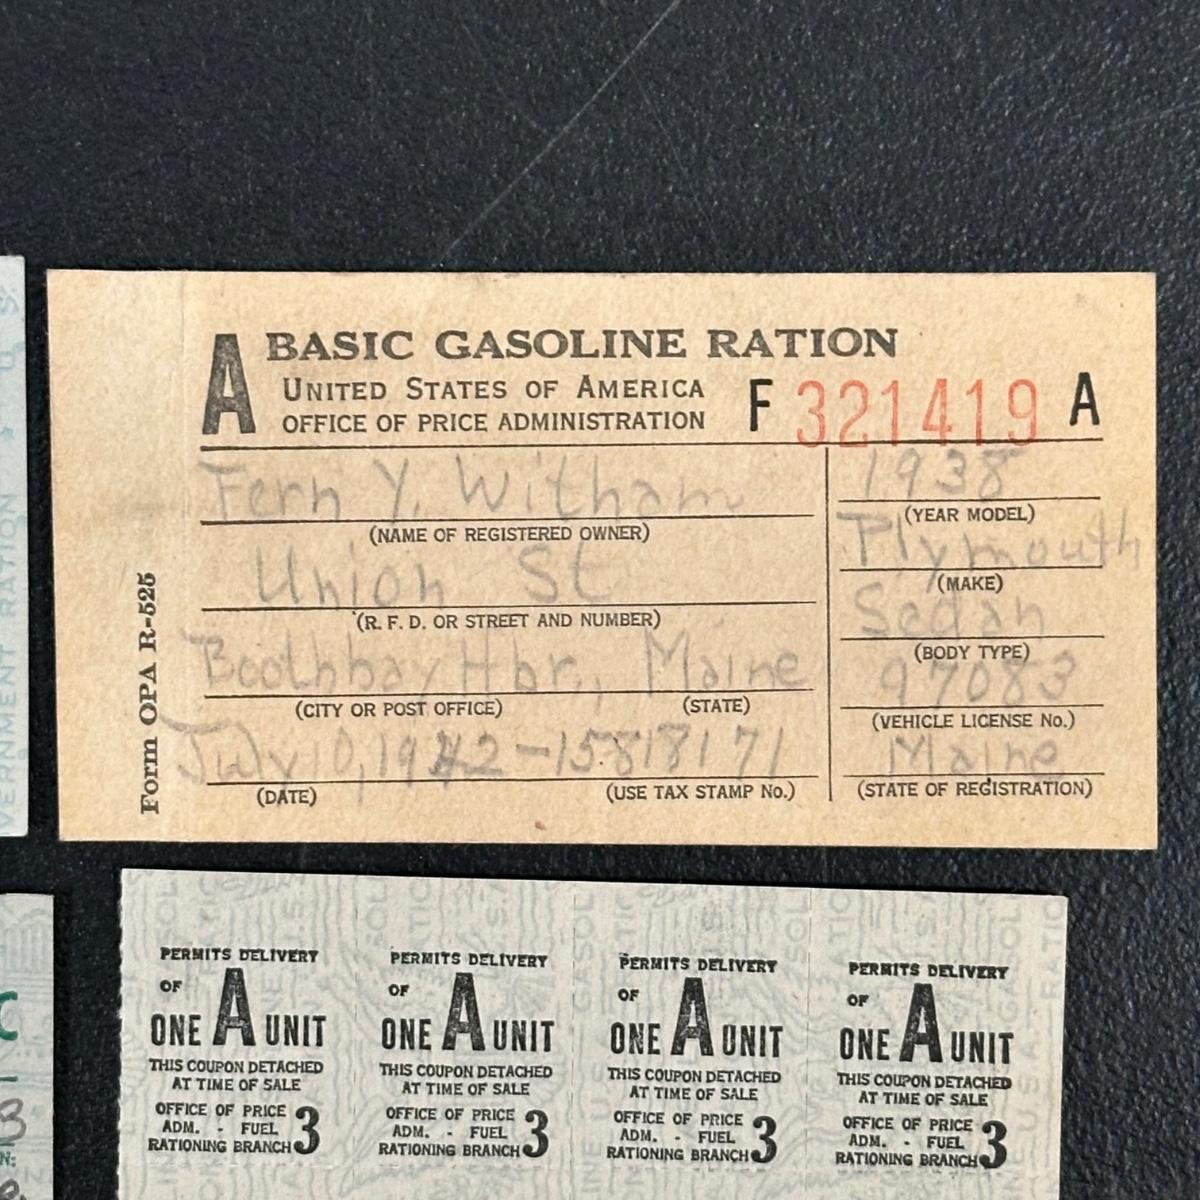 A BASIC GASOLINE RATION
UNITED STATES OF AMERICA
OFFICE OF PRICE ADMINISTRATION
F 321419 A
Fern Y. Witham
(NAME OF REGISTERED OWNER)
Union St
(R. F. D. OR STREET AND NUMBER)
Boothbay Hbr., Maine
(CITY OR POST OFFICE) (STATE)
July 10, 1942 - 15818171
(DATE) (USE TAX STAMP No.)
1938
(YEAR MODEL)
Plymouth
(MAKE)
Sedan
(BODY TYPE)
97083
(VEHICLE LICENSE No.)
Maine
(STATE OF REGISTRATION)
Form OPA R-525
VERNMENT RATION
PERMITS DELIVERY
OF
ONE A UNIT
THIS COUPON DETACHED
AT TIME OF SALE
OFFICE OF PRICE
ADM. - FUEL
RATIONING BRANCH 3
PERMITS DELIVERY
OF
ONE A UNIT
THIS COUPON DETACHED
AT TIME OF SALE
OFFICE OF PRICE
ADM. - FUEL
RATIONING BRANCH 3
PERMITS DELIVERY
OF
ONE A UNIT
THIS COUPON DETACHED
AT TIME OF SALE
OFFICE OF PRICE
ADM. - FUEL
RATIONING BRANCH 3
PERMITS DELIVERY
OF
ONE A UNIT
THIS COUPON DETACHED
AT TIME OF SALE
OFFICE OF PRICE
ADM. - FUEL
RATIONING BRANCH 3